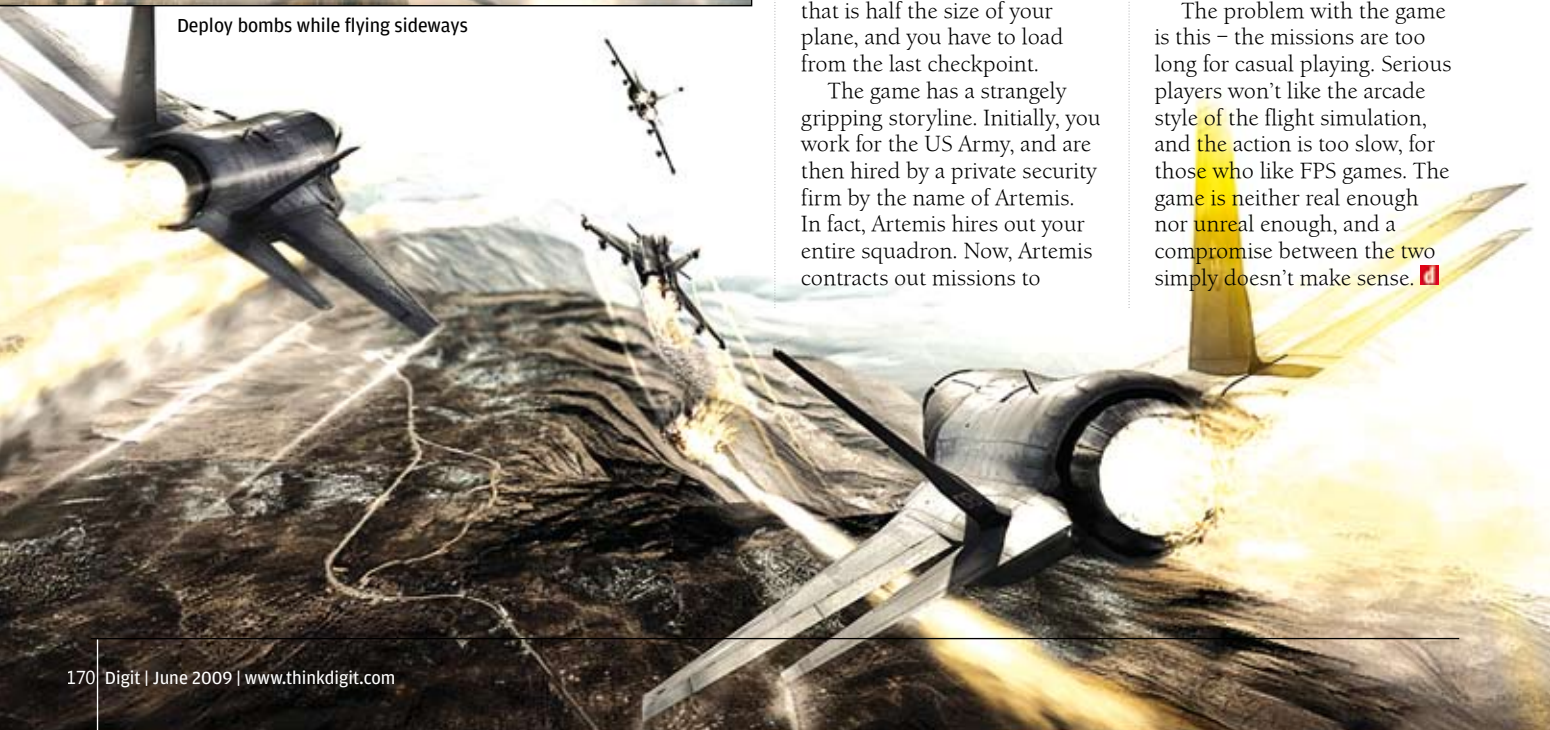 Deploy bombs while flying sideways
that is half the size of your
plane, and you have to load
from the last checkpoint.
The game has a strangely
gripping storyline. Initially, you
work for the US Army, and are
then hired by a private security
firm by the name of Artemis.
In fact, Artemis hires out your
entire squadron. Now, Artemis
contracts out missions to
The problem with the game
is this – the missions are too
long for casual playing. Serious
players won't like the arcade
style of the flight simulation,
and the action is too slow, for
those who like FPS games. The
game is neither real enough
nor unreal enough, and a
compromise between the two
simply doesn't make sense. d
170 Digit | June 2009 | www.thinkdigit.com